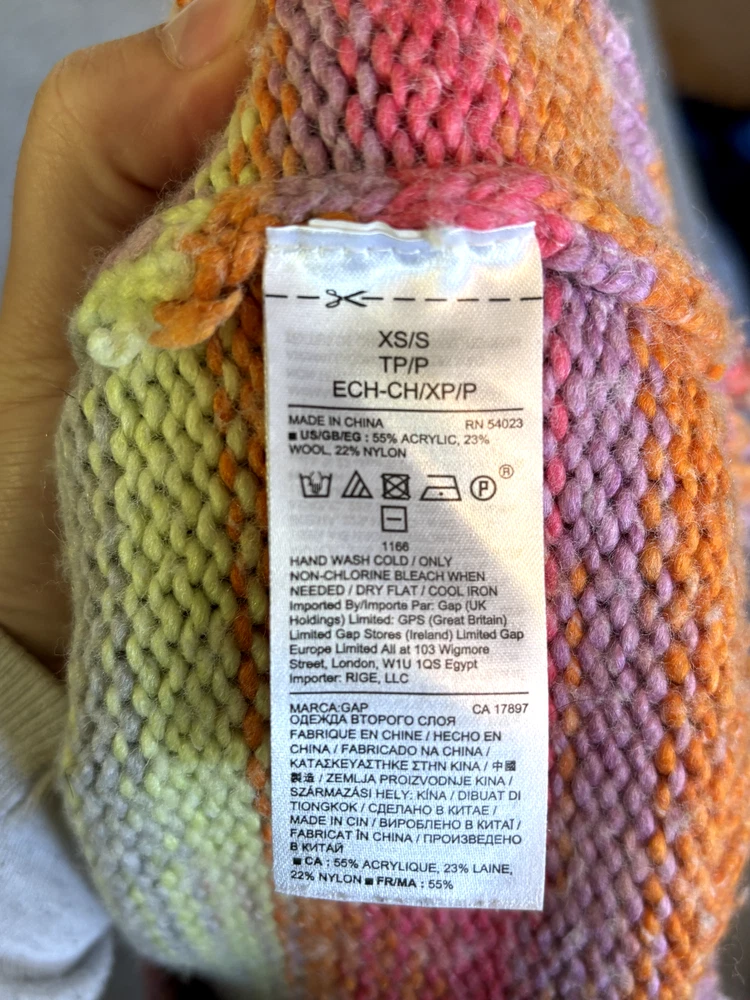 XS/S
TP/P
ECH-CH/XP/P
MADE IN CHINA RN 54023
■ US/GB/EG : 55% ACRYLIC, 23%
WOOL, 22% NYLON
P ®
1166
HAND WASH COLD / ONLY
NON-CHLORINE BLEACH WHEN
NEEDED / DRY FLAT / COOL IRON
Imported By/Importe Par: Gap (UK
Holdings) Limited: GPS (Great Britain)
Limited Gap Stores (Ireland) Limited Gap
Europe Limited All at 103 Wigmore
Street, London, W1U 1QS Egypt
Importer: RIGE, LLC
MARCA:GAP CA 17897
ОДЕЖДА ВТОРОГО СЛОЯ
FABRIQUE EN CHINE / HECHO EN
CHINA / FABRICADO NA CHINA /
ΚΑΤΑΣΚΕΥΑΣΤΗΚΕ ΣΤΗΝ ΚΙΝΑ / 中國
製造 / ZEMLJA PROIZVODNJE KINA /
SZÁRMAZÁSI HELY: KÍNA / DIBUAT DI
TIONGKOK / СДЕЛАНО В КИТАЕ /
MADE IN CIN / ВИРОБЛЕНО В КИТАЇ /
FABRICAT ÎN CHINA / ПРОИЗВЕДЕНО
В КИТАЙ
■ CA : 55% ACRYLIQUE, 23% LAINE,
22% NYLON ■ FR/MA : 55%